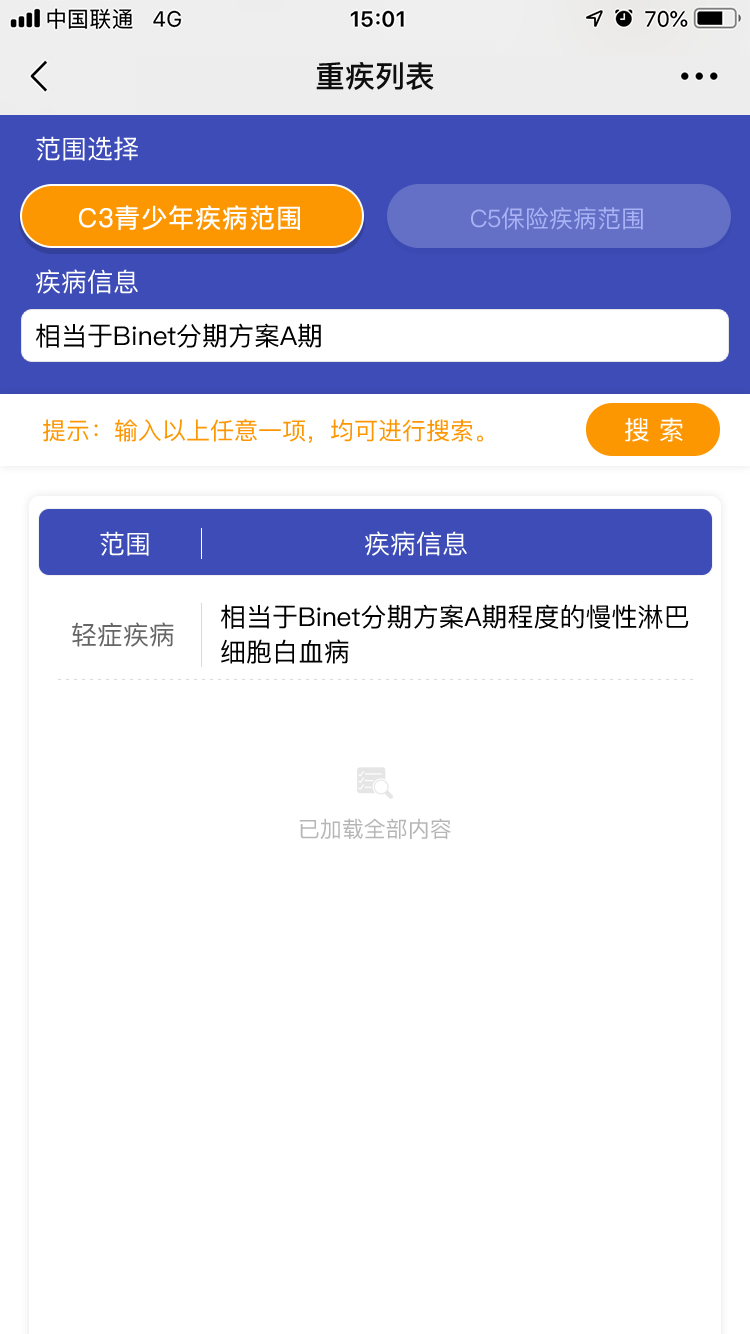 中国联通 4G 15:01 70%
重疾列表
范围选择
C3青少年疾病范围 C5保险疾病范围
疾病信息
相当于Binet分期方案A期
提示：输入以上任意一项，均可进行搜索。 搜索
范围 疾病信息
轻症疾病 相当于Binet分期方案A期程度的慢性淋巴
细胞白血病
已加载全部内容